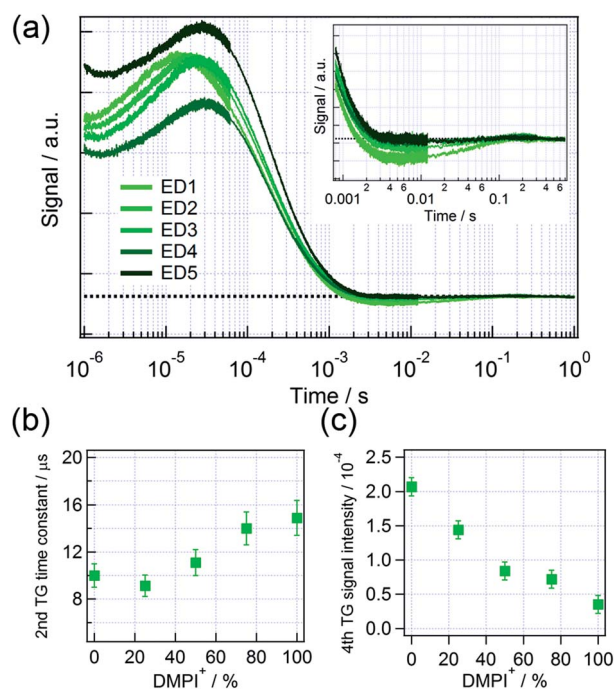 (a)
Signal / a.u.
ED1
ED2
ED3
ED4
ED5
10^-6 10^-5 10^-4 10^-3 10^-2 10^-1 10^0
Time / s
Signal / a.u.
0.001 2 4 6 0.01 2 4 6 0.1 2 4 6
Time / s
(b)
2nd TG time constant / μs
20
16
12
8
0 20 40 60 80 100
DMPI+ / %
(c)
4th TG signal intensity / 10^-4
2.5
2.0
1.5
1.0
0.5
0.0
0 20 40 60 80 100
DMPI+ / %